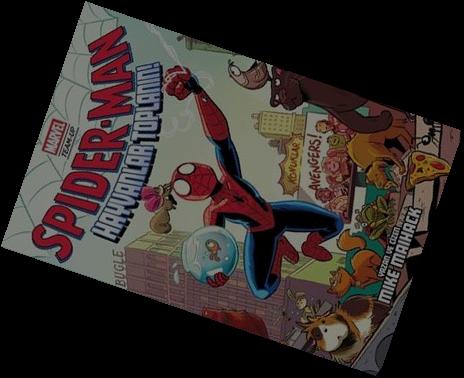 MARVEL
TEAM-UP
SPIDER-MAN
HAYVANLAR, TOPLANIN!
AVENGERS
BUGLE
MIKE MAIHACK